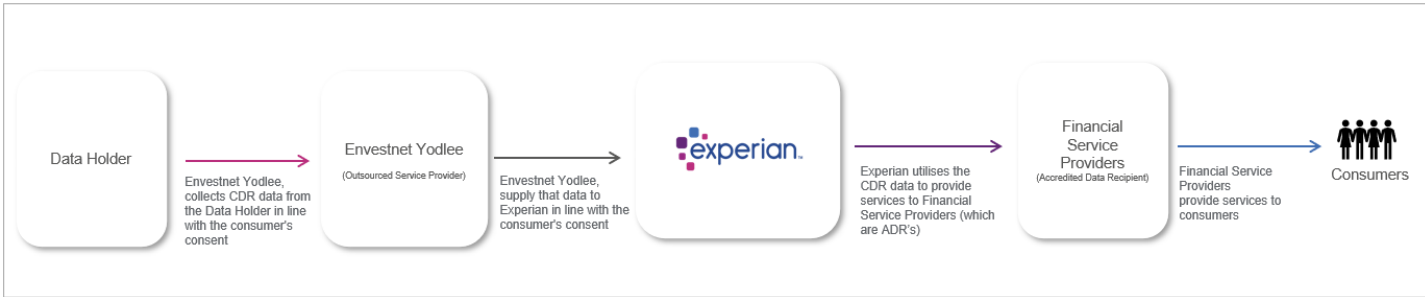 Data Holder
Envestnet Yodlee,
collects CDR data from
the Data Holder in line
with the consumer's
consent
Envestnet Yodlee
(Outsourced Service Provider)
Envestnet Yodlee,
supply that data to
Experian in line with the
consumer's consent
experian™
Experian utilises the
CDR data to provide
services to Financial
Service Providers (which
are ADR's)
Financial
Service
Providers
(Accredited Data Recipient)
Financial Service
Providers
provide services to
consumers
Consumers